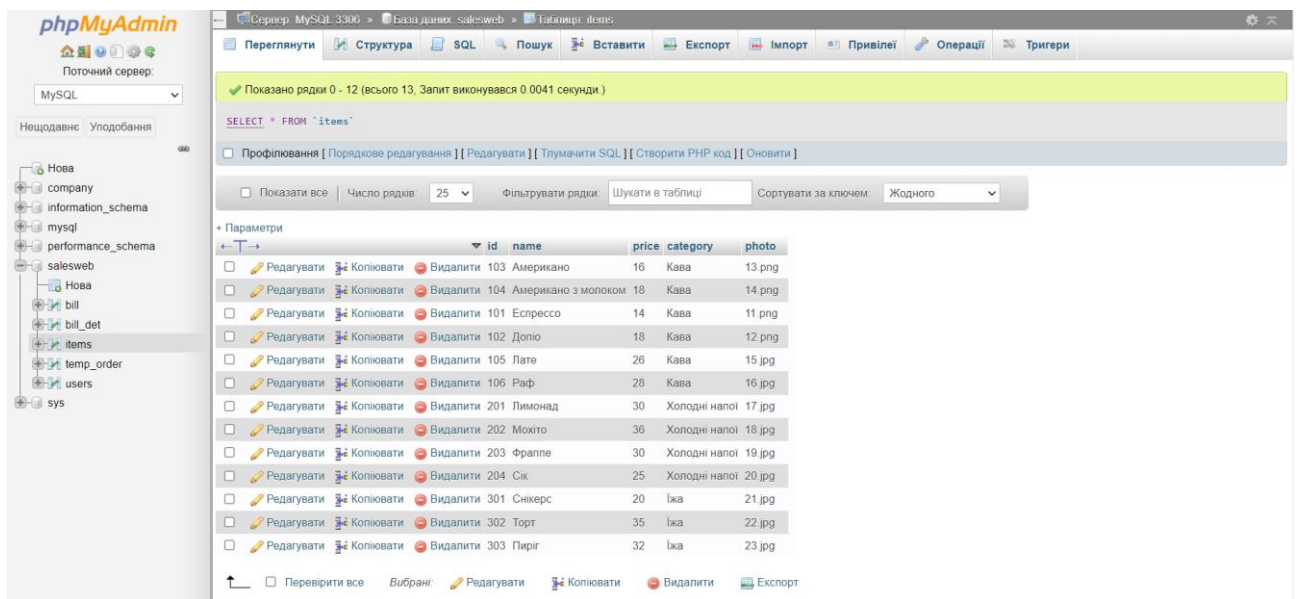 phpMyAdmin
Поточний сервер:
MySQL
Нещодавнє Уподобання
Нова
company
information_schema
mysql
performance_schema
salesweb
Нова
bill
bill_det
items
temp_order
users
sys
Сервер: MySQL:3306 » База даних: salesweb » Таблиця: items
Переглянути Структура SQL Пошук Вставити Експорт Імпорт Привілеї Операції Тригери
Показано рядки 0 - 12 (всього 13, Запит виконувався 0.0041 секунди.)
SELECT * FROM `items`
Профілювання [ Порядкове редагування ] [ Редагувати ] [ Тлумачити SQL ] [ Створити PHP код ] [ Оновити ]
Показати все | Число рядків: 25 Фільтрувати рядки: Шукати в таблиці Сортувати за ключем: Жодного
+ Параметри
←T→ id name price category photo
Редагувати Копіювати Видалити 103 Американо 16 Кава 13.png
Редагувати Копіювати Видалити 104 Американо з молоком 18 Кава 14.png
Редагувати Копіювати Видалити 101 Еспрессо 14 Кава 11.png
Редагувати Копіювати Видалити 102 Допіо 18 Кава 12.png
Редагувати Копіювати Видалити 105 Лате 26 Кава 15.jpg
Редагувати Копіювати Видалити 106 Раф 28 Кава 16.jpg
Редагувати Копіювати Видалити 201 Лимонад 30 Холодні напої 17.jpg
Редагувати Копіювати Видалити 202 Мохіто 36 Холодні напої 18.jpg
Редагувати Копіювати Видалити 203 Фраппе 30 Холодні напої 19.jpg
Редагувати Копіювати Видалити 204 Сік 25 Холодні напої 20.jpg
Редагувати Копіювати Видалити 301 Снікерс 20 Їжа 21.jpg
Редагувати Копіювати Видалити 302 Торт 35 Їжа 22.jpg
Редагувати Копіювати Видалити 303 Пиріг 32 Їжа 23.jpg
Перевірити все Вибрані: Редагувати Копіювати Видалити Експорт